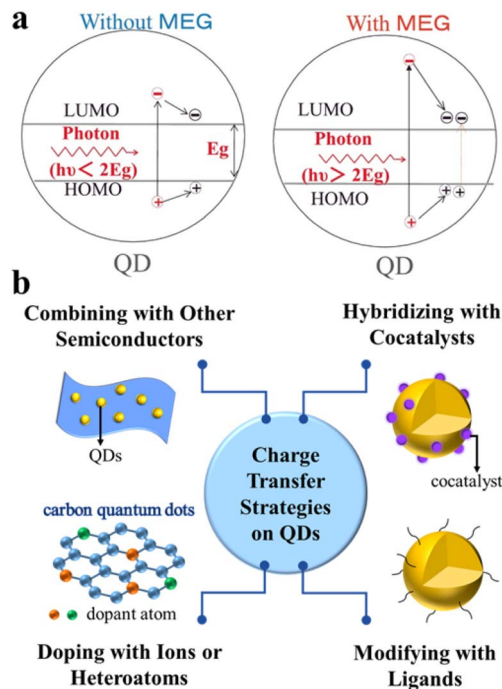 a
Without MEG
With MEG
LUMO
Photon
(hυ< 2Eg)
Eg
HOMO
QD
LUMO
Photon
(hυ> 2Eg)
HOMO
QD
b
Combining with Other
Semiconductors
QDs
Hybridizing with
Cocatalysts
cocatalyst
Charge
Transfer
Strategies
on QDs
carbon quantum dots
dopant atom
Doping with Ions or
Heteroatoms
Modifying with
Ligands